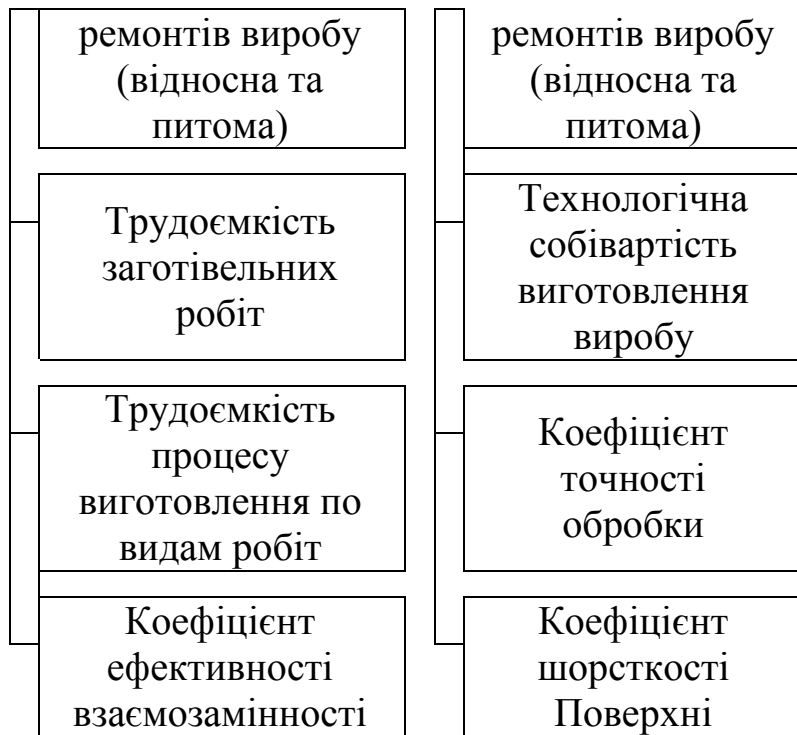 ремонтів виробу
(відносна та
питома)
Трудоємкість
заготівельних
робіт
Трудоємкість
процесу
виготовлення по
видам робіт
Коефіцієнт
ефективності
взаємозамінності
ремонтів виробу
(відносна та
питома)
Технологічна
собівартість
виготовлення
виробу
Коефіцієнт
точності
обробки
Коефіцієнт
шорсткості
Поверхні